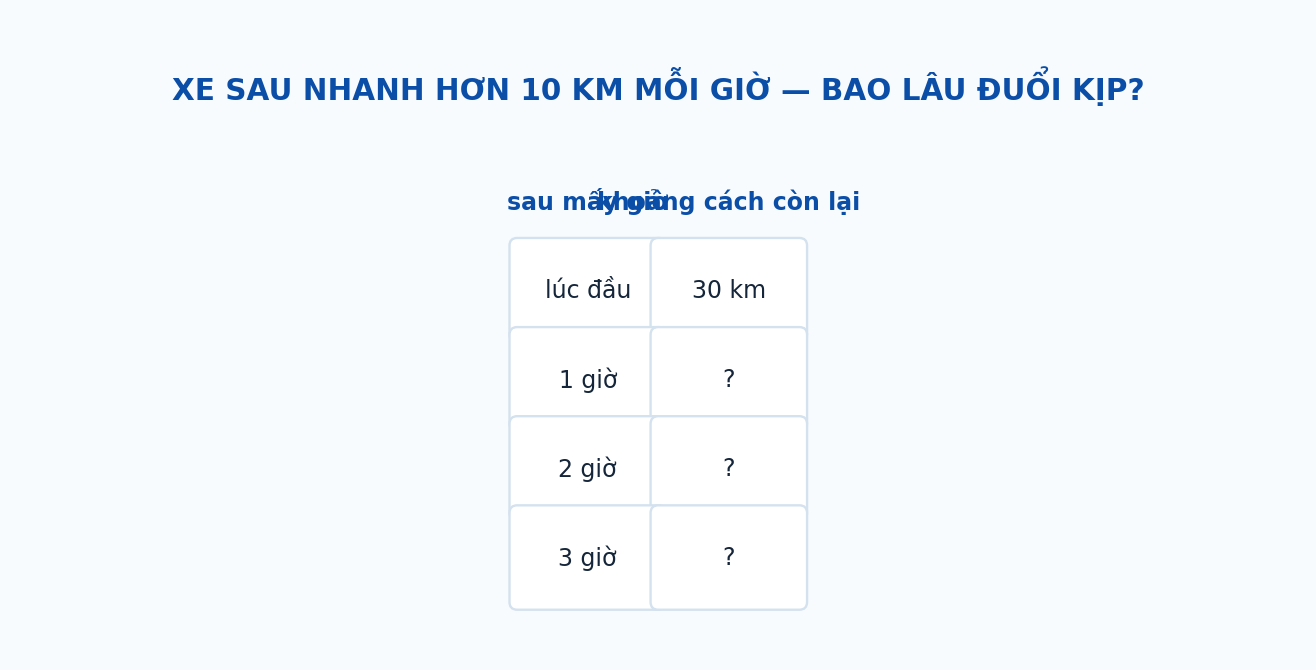 XE SAU NHANH HƠN 10 KM MỖI GIỜ — BAO LÂU ĐUỔI KỊP?
sau mấy giờ khoảng cách còn lại
lúc đầu 30 km
1 giờ ?
2 giờ ?
3 giờ ?